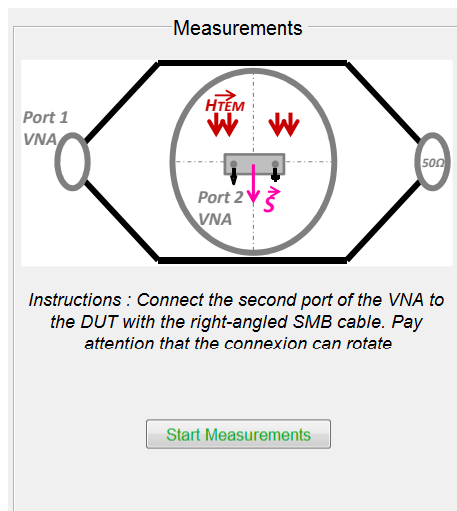 Measurements
HTEM
Port 1
VNA
50Ω
Port 2
VNA
S
Instructions : Connect the second port of the VNA to
the DUT with the right-angled SMB cable. Pay
attention that the connexion can rotate
Start Measurements